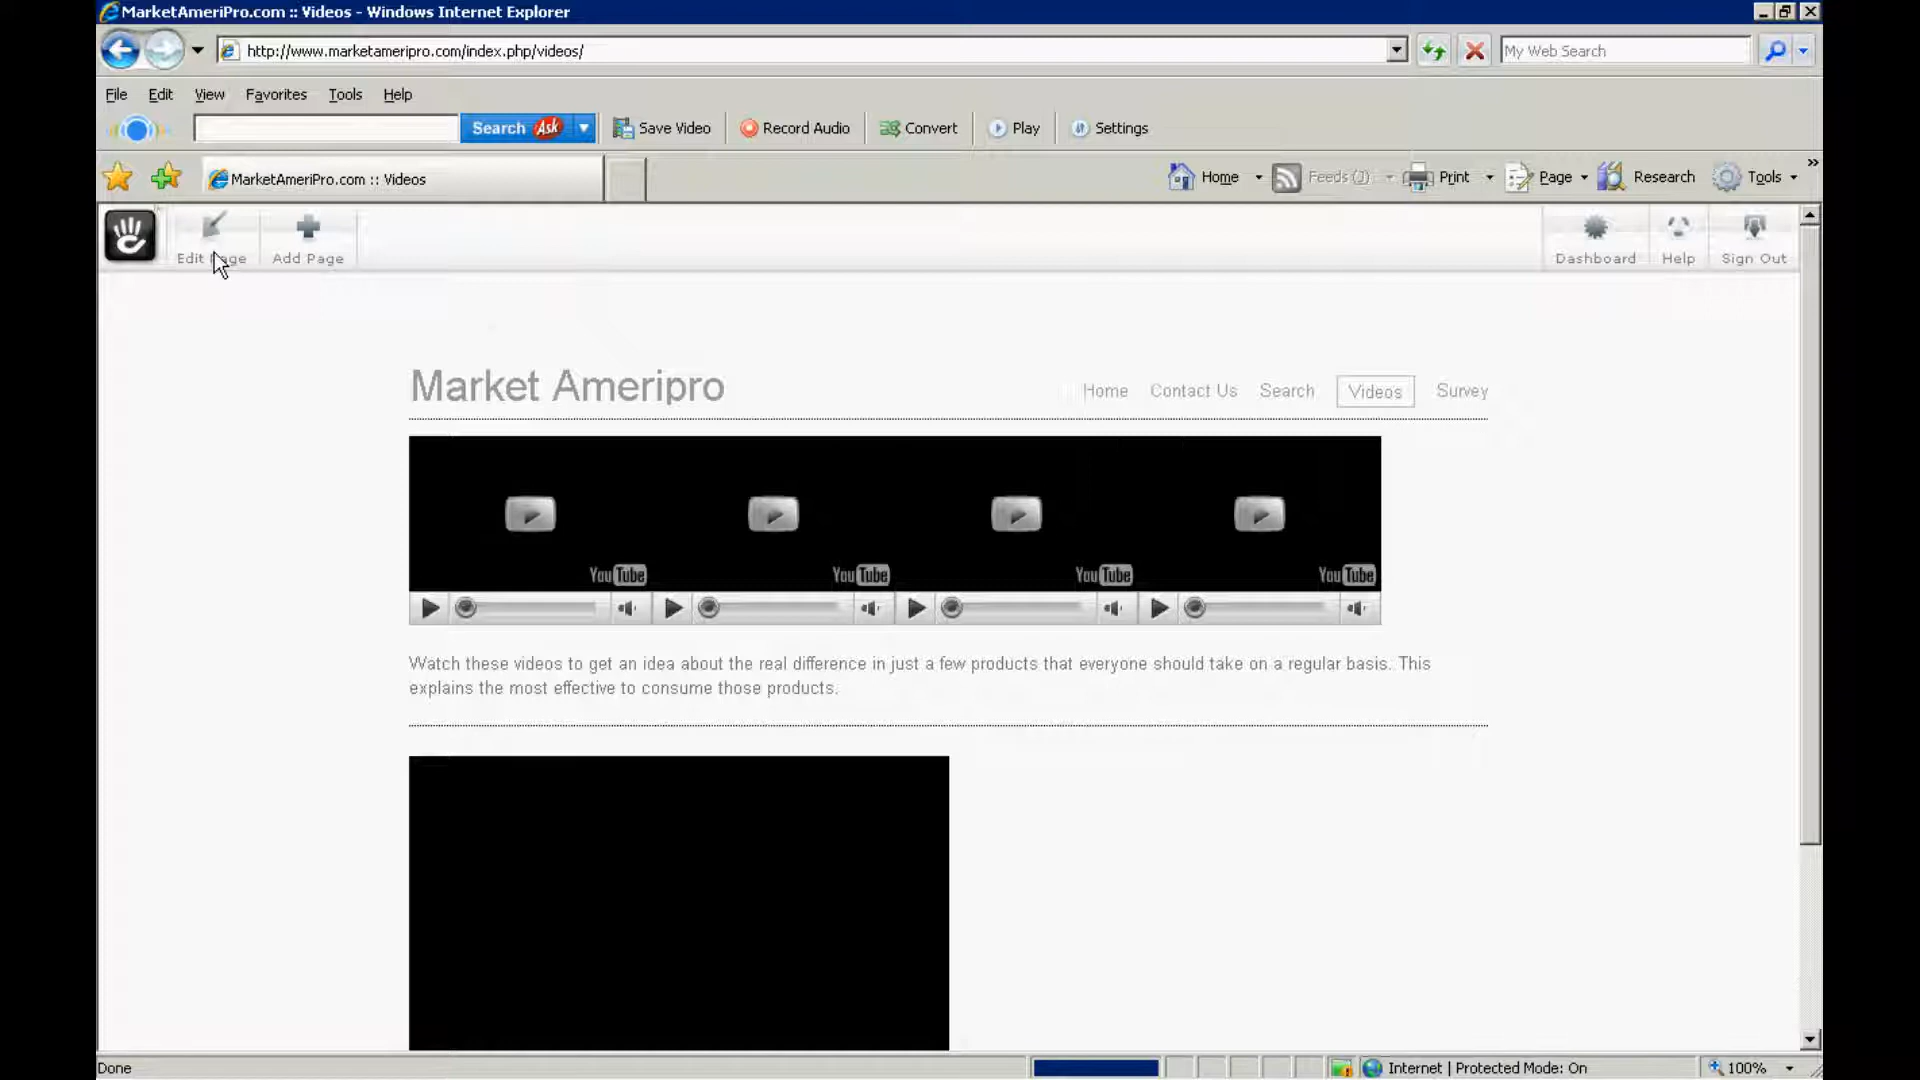 MarketAmeriPro.com :: Videos - Windows Internet Explorer
http://www.marketameripro.com/index.php/videos/
My Web Search
File Edit View Favorites Tools Help
Search Ask Save Video Record Audio Convert Play Settings
MarketAmeriPro.com :: Videos
Home Feeds (J) Print Page Research Tools
Edit Page Add Page Dashboard Help Sign Out
Market Ameripro
Home Contact Us Search Videos Survey
YouTube YouTube YouTube YouTube
Watch these videos to get an idea about the real difference in just a few products that everyone should take on a regular basis. This
explains the most effective to consume those products.
Done Internet | Protected Mode: On 100%